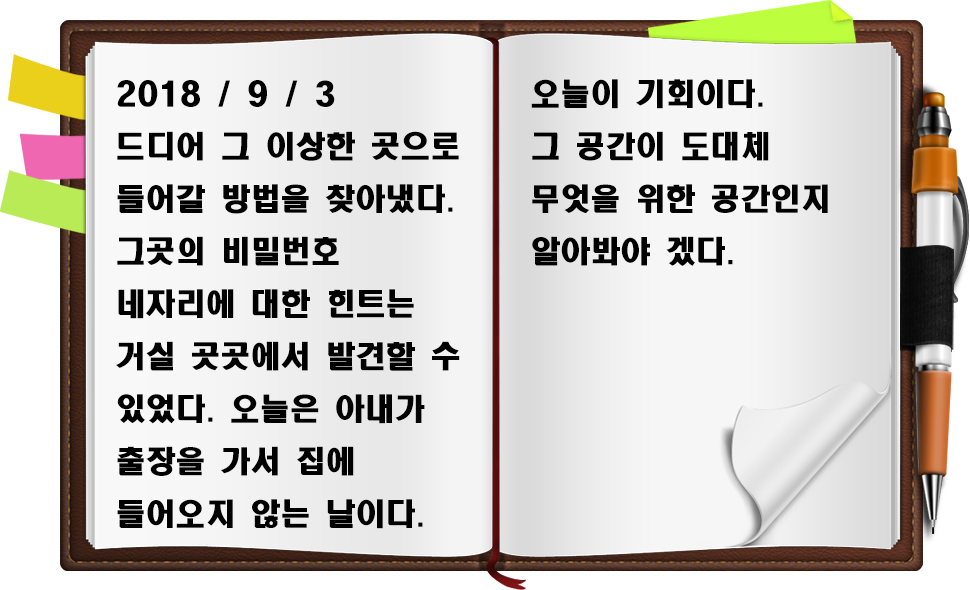 2018 / 9 / 3
드디어 그 이상한 곳으로
들어갈 방법을 찾아냈다.
그곳의 비밀번호
네자리에 대한 힌트는
거실 곳곳에서 발견할 수
있었다. 오늘은 아내가
출장을 가서 집에
들어오지 않는 날이다.
오늘이 기회이다.
그 공간이 도대체
무엇을 위한 공간인지
알아봐야 겠다.